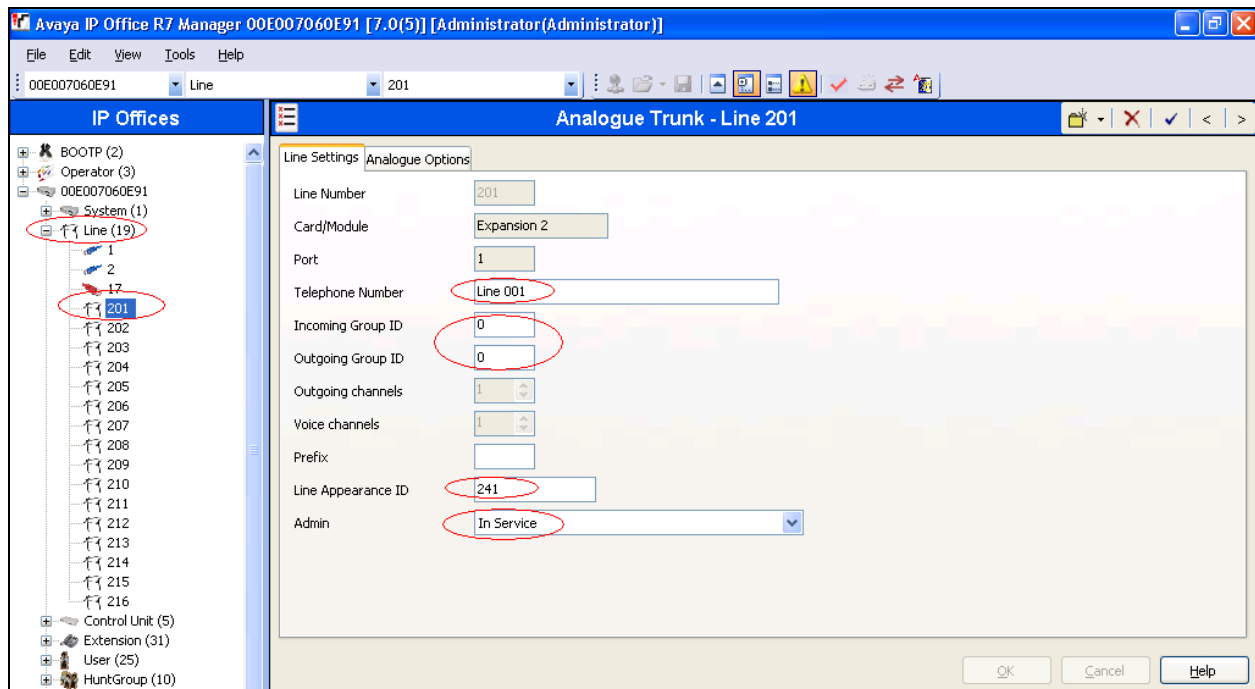 Avaya IP Office R7 Manager 00E007060E91 [7.0(5)] [Administrator(Administrator)]
File Edit View Tools Help
00E007060E91 Line 201
IP Offices
Analogue Trunk - Line 201
BOOTP (2)
Operator (3)
00E007060E91
System (1)
Line (19)
1
2
17
201
202
203
204
205
206
207
208
209
210
211
212
213
214
215
216
Control Unit (5)
Extension (31)
User (25)
HuntGroup (10)
Line Settings Analogue Options
Line Number 201
Card/Module Expansion 2
Port 1
Telephone Number Line 001
Incoming Group ID 0
Outgoing Group ID 0
Outgoing channels 1
Voice channels 1
Prefix
Line Appearance ID 241
Admin In Service
OK Cancel Help